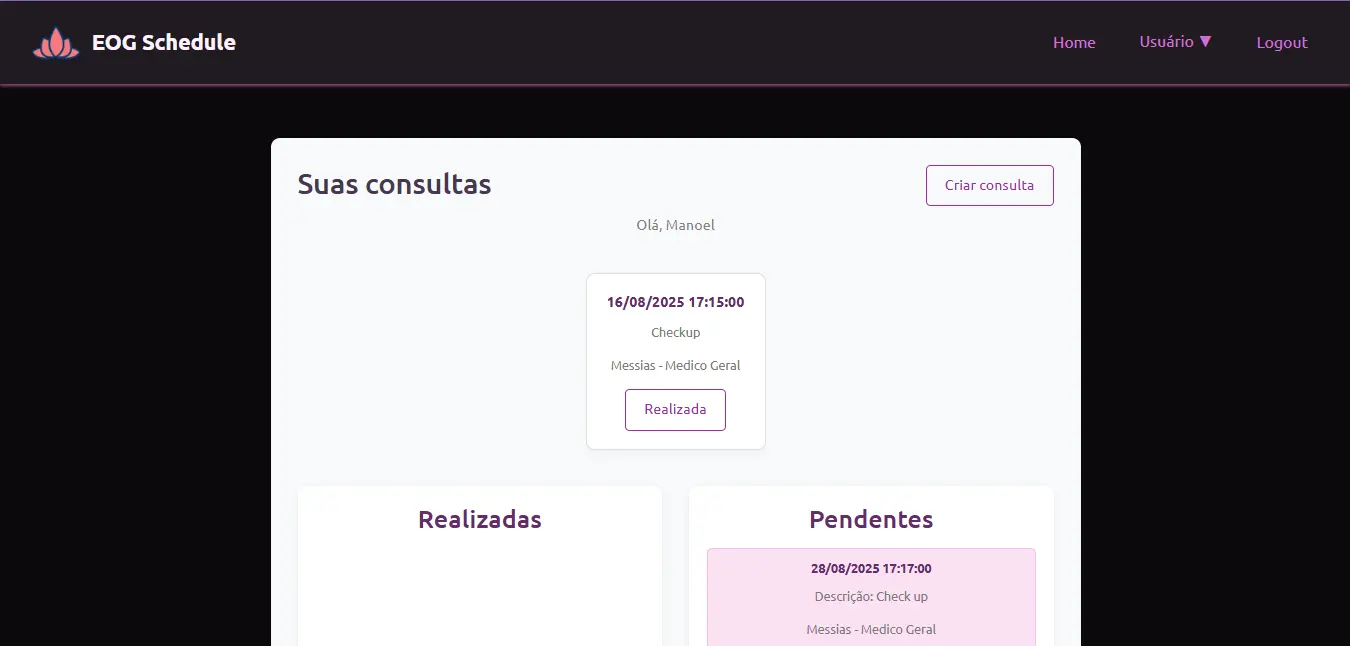 EOG Schedule
Home
Usuário ▼
Logout
Suas consultas
Criar consulta
Olá, Manoel
16/08/2025 17:15:00
Checkup
Messias - Medico Geral
Realizada
Realizadas
Pendentes
28/08/2025 17:17:00
Descrição: Check up
Messias - Medico Geral